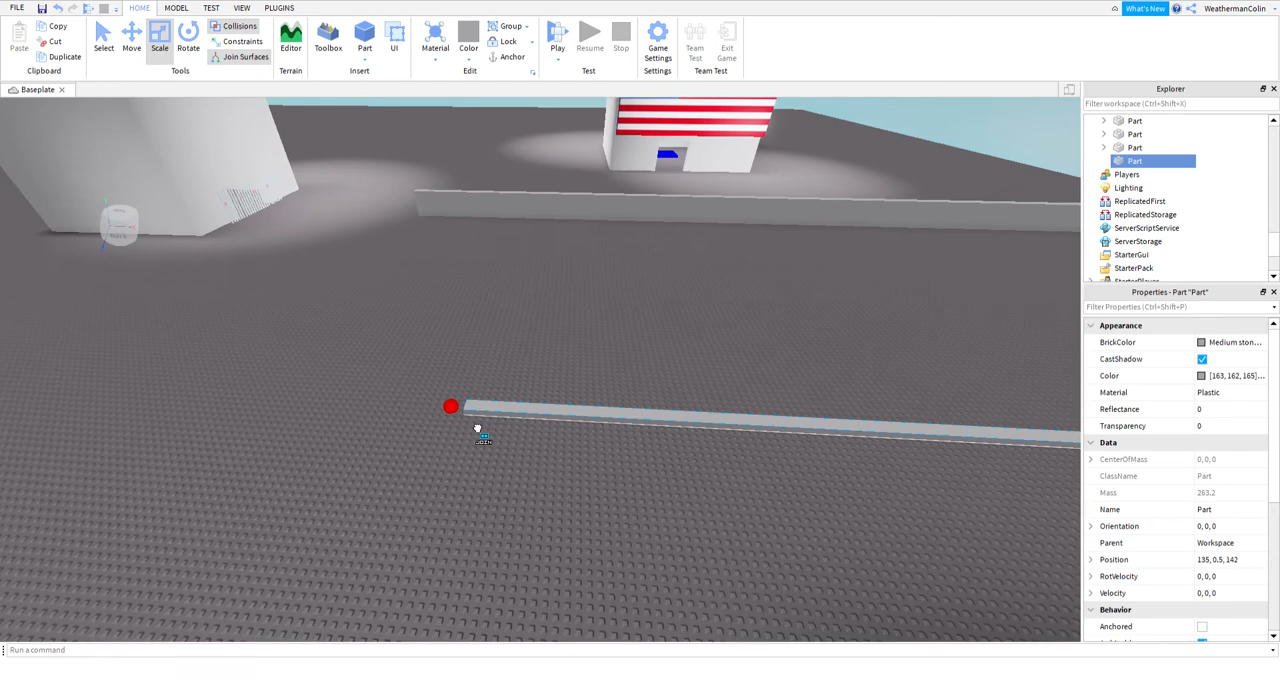 FILE HOME MODEL TEST VIEW PLUGINS What's New WeathermanColin
Paste Copy Cut Duplicate Clipboard
Select Move Scale Rotate Collisions Constraints Join Surfaces Tools
Editor Terrain
Toolbox Part UI Insert
Material Color Group Lock Anchor Edit
Play Resume Stop Test
Game Settings Settings
Team Test Exit Game Team Test
Baseplate
JOIN
Explorer
Filter workspace (Ctrl+Shift+X)
Part
Part
Part
Part
Players
Lighting
ReplicatedFirst
ReplicatedStorage
ServerScriptService
ServerStorage
StarterGui
StarterPack
StarterPlayer
Properties - Part "Part"
Filter Properties (Ctrl+Shift+P)
Appearance
BrickColor Medium ston...
CastShadow
Color [163, 162, 165]...
Material Plastic
Reflectance 0
Transparency 0
Data
CenterOfMass 0, 0, 0
ClassName Part
Mass 263.2
Name Part
Orientation 0, 0, 0
Parent Workspace
Position 135, 0.5, 142
RotVelocity 0, 0, 0
Velocity 0, 0, 0
Behavior
Anchored
Run a command